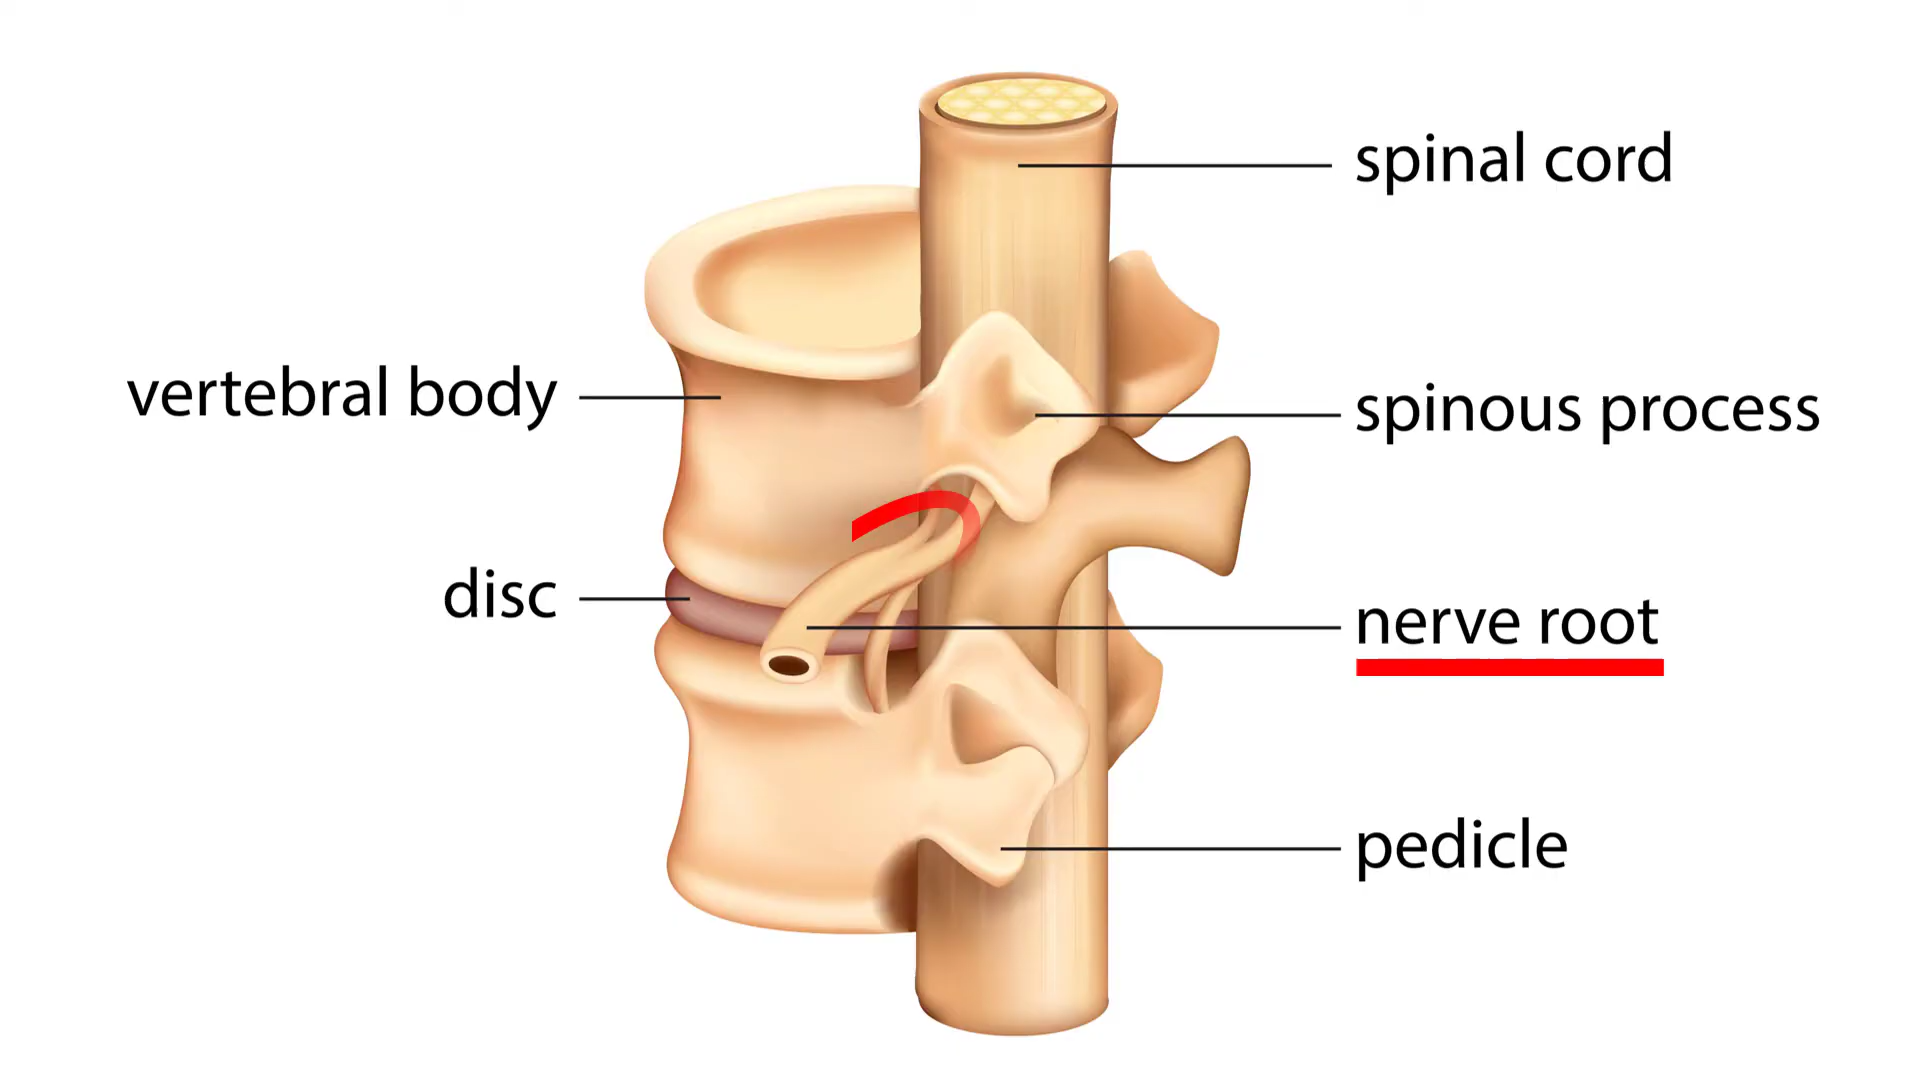 spinal cord
vertebral body
spinous process
disc
nerve root
pedicle